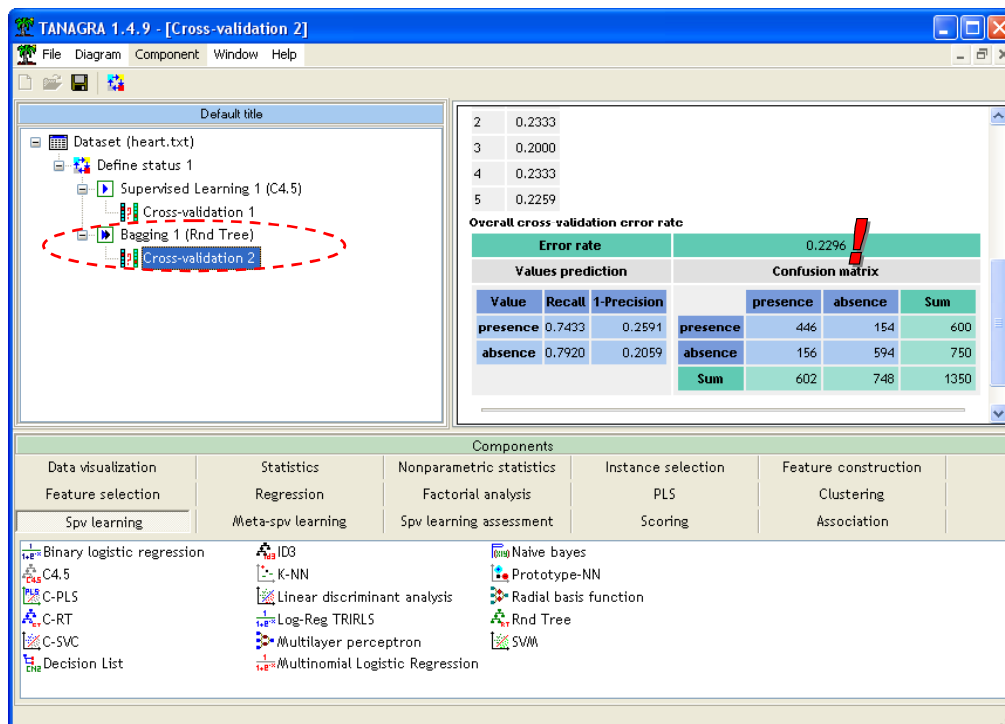 TANAGRA 1.4.9 - [Cross-validation 2]
File Diagram Component Window Help
Default title
Dataset (heart.txt)
Define status 1
Supervised Learning 1 (C4.5)
Cross-validation 1
Bagging 1 (Rnd Tree)
Cross-validation 2
2 0.2333
3 0.2000
4 0.2333
5 0.2259
Overall cross-validation error rate
Error rate 0.2296
Values prediction Confusion matrix
Value Recall 1-Precision
presence 0.7433 0.2591
absence 0.7920 0.2059
presence absence Sum
presence 446 154 600
absence 156 594 750
Sum 602 748 1350
Components
Data visualization Statistics Nonparametric statistics Instance selection Feature construction
Feature selection Regression Factorial analysis PLS Clustering
Spv learning Meta-spv learning Spv learning assessment Scoring Association
Binary logistic regression ID3 Naive bayes
C4.5 K-NN Prototype-NN
C-PLS Linear discriminant analysis Radial basis function
C-RT Log-Reg TRIRLS Rnd Tree
C-SVC Multilayer perceptron SVM
Decision List Multinomial Logistic Regression